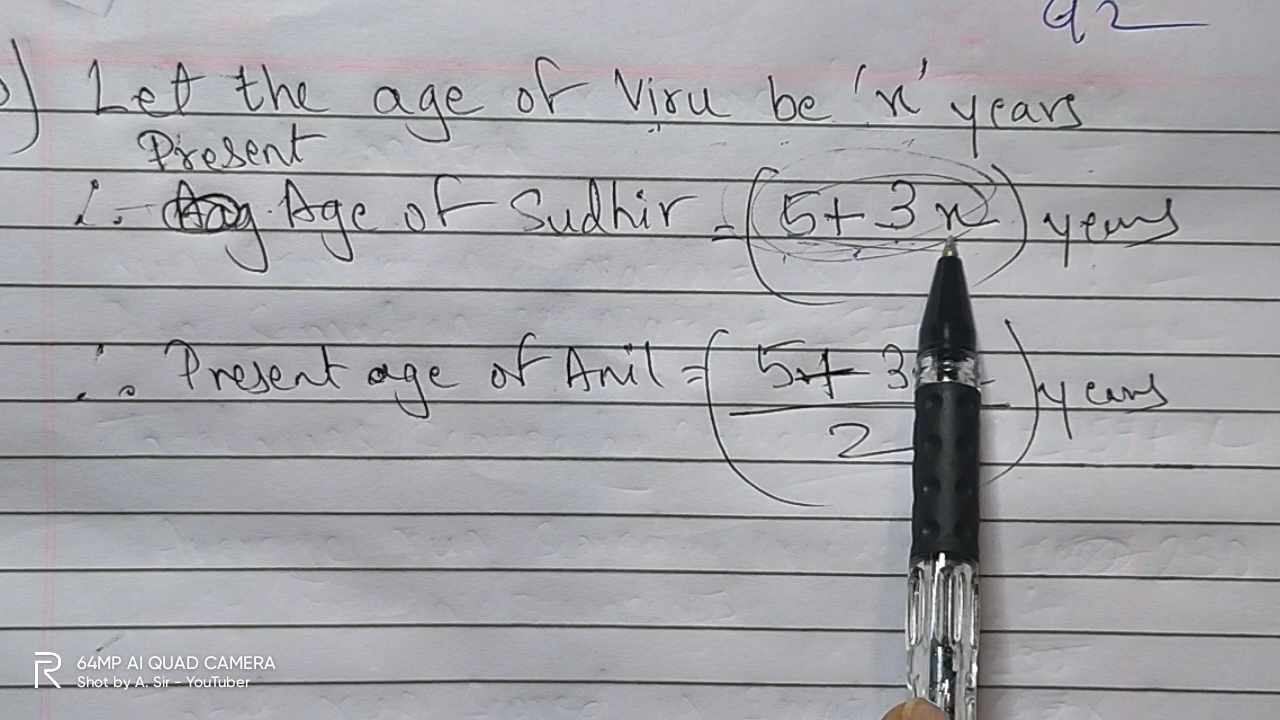 92
Let the age of Viru be 'x' years
Present
∴ Age of Sudhir = (5+3x) years
∴ Present age of Anil = (5+3 / 2) years
64MP AI QUAD CAMERA
Shot by A. Sir - YouTuber